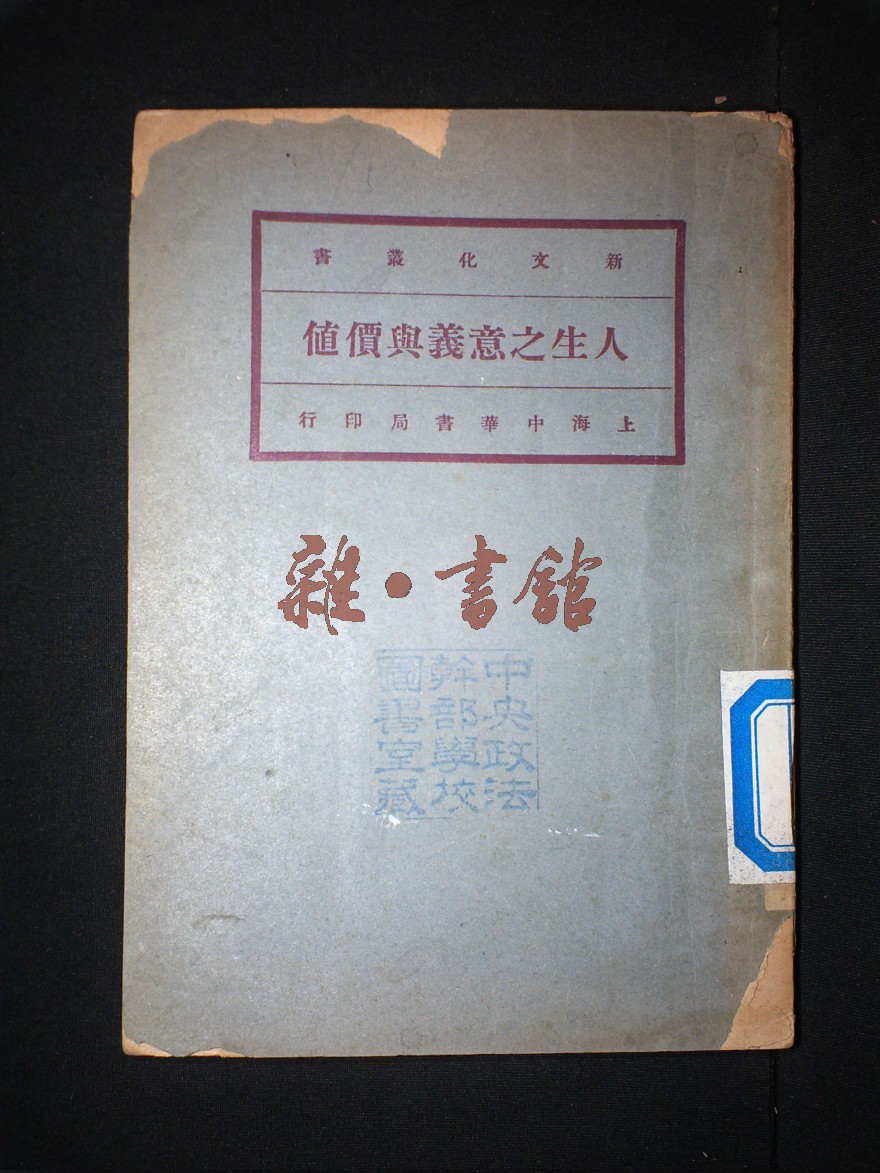 新文化叢書
人生之意義與價値
上海中華書局印行
雜·書館
中央政法
幹部學校
圖書室藏